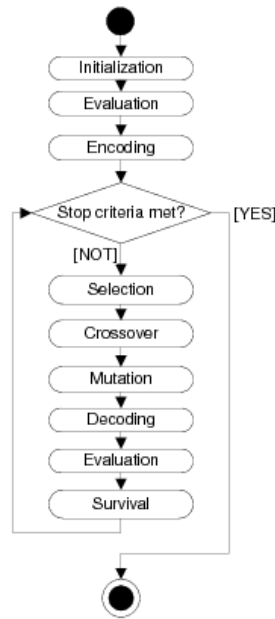 Initialization
Evaluation
Encoding
Stop criteria met?
[YES]
[NOT]
Selection
Crossover
Mutation
Decoding
Evaluation
Survival